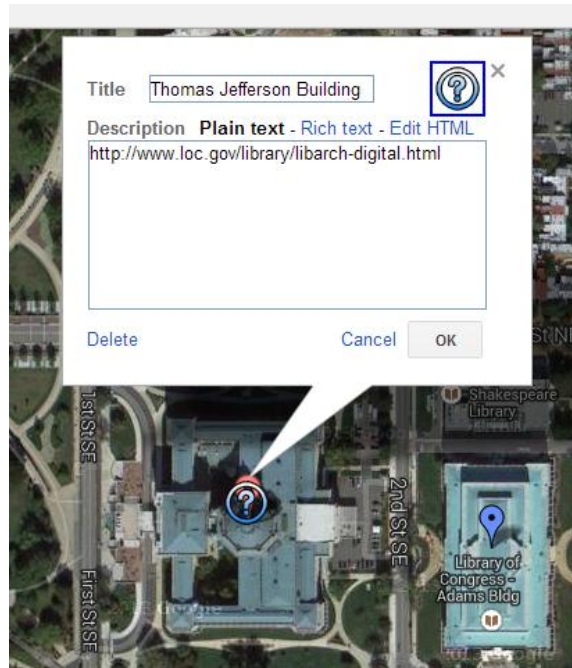 Title Thomas Jefferson Building
Description Plain text - Rich text - Edit HTML
http://www.loc.gov/library/libarch-digital.html
Delete Cancel OK
St N
Shakespeare
Library
1st St SE
2nd St SE
Library of
Congress -
Adams Bldg
First St SE
Google